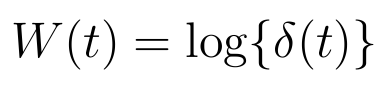 W(t) = log{δ(t)}